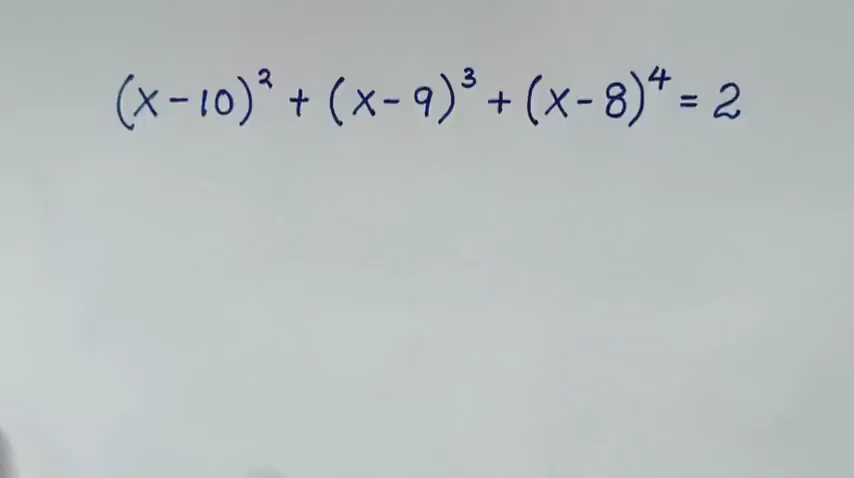 (x-10)² + (x-9)³ + (x-8)⁴ = 2